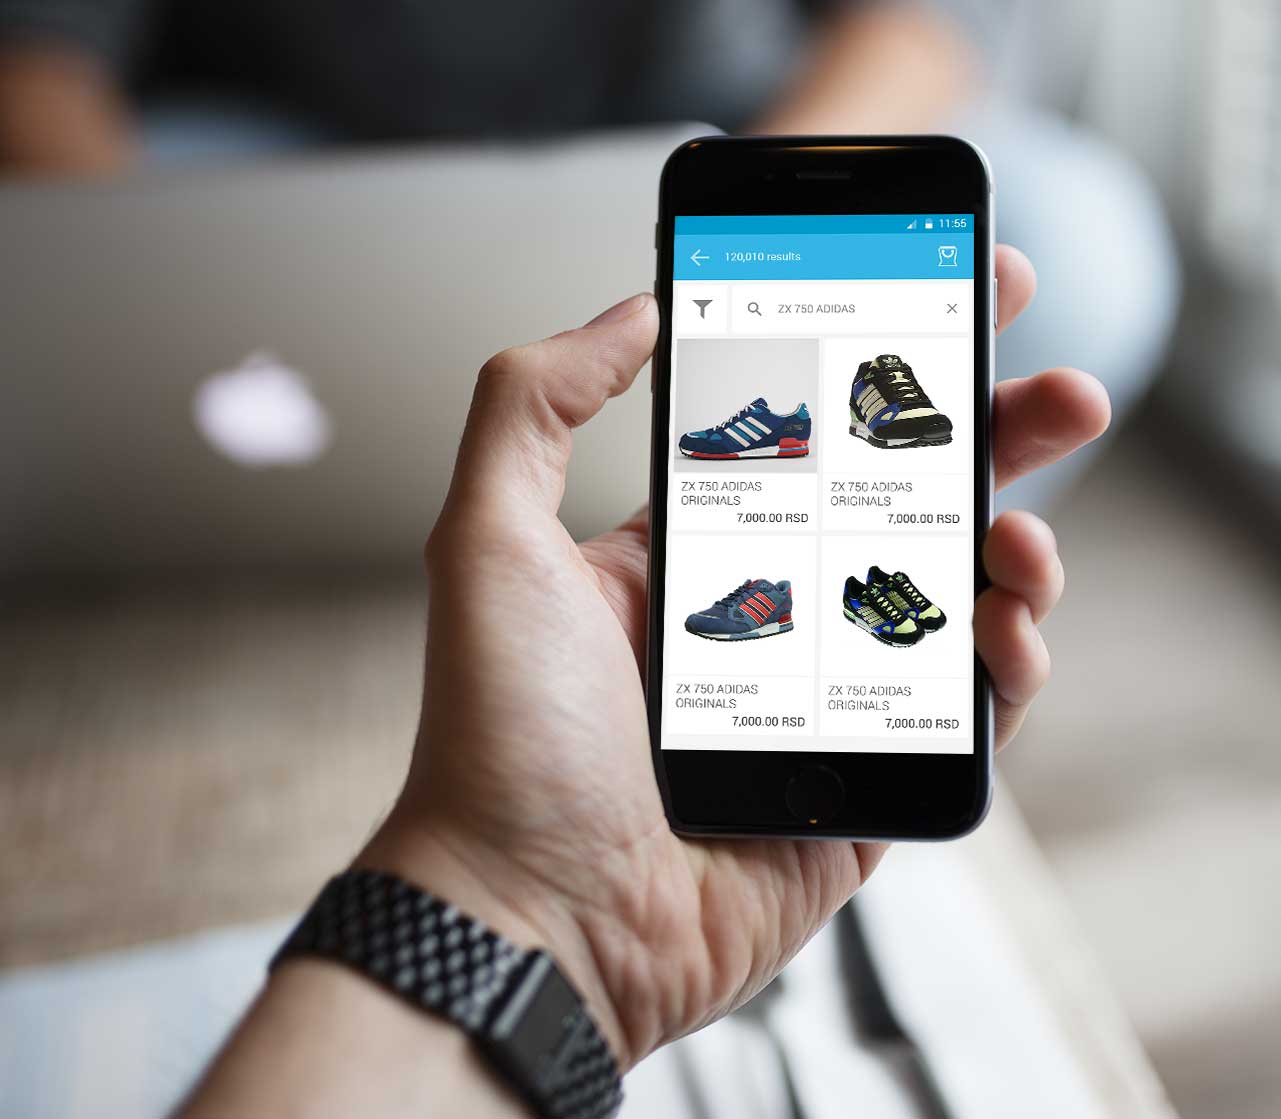 11:55
120,010 results
ZX 750 ADIDAS
ZX 750 ADIDAS
ORIGINALS
7,000.00 RSD
ZX 750 ADIDAS
ORIGINALS
7,000.00 RSD
ZX 750 ADIDAS
ORIGINALS
7,000.00 RSD
ZX 750 ADIDAS
ORIGINALS
7,000.00 RSD